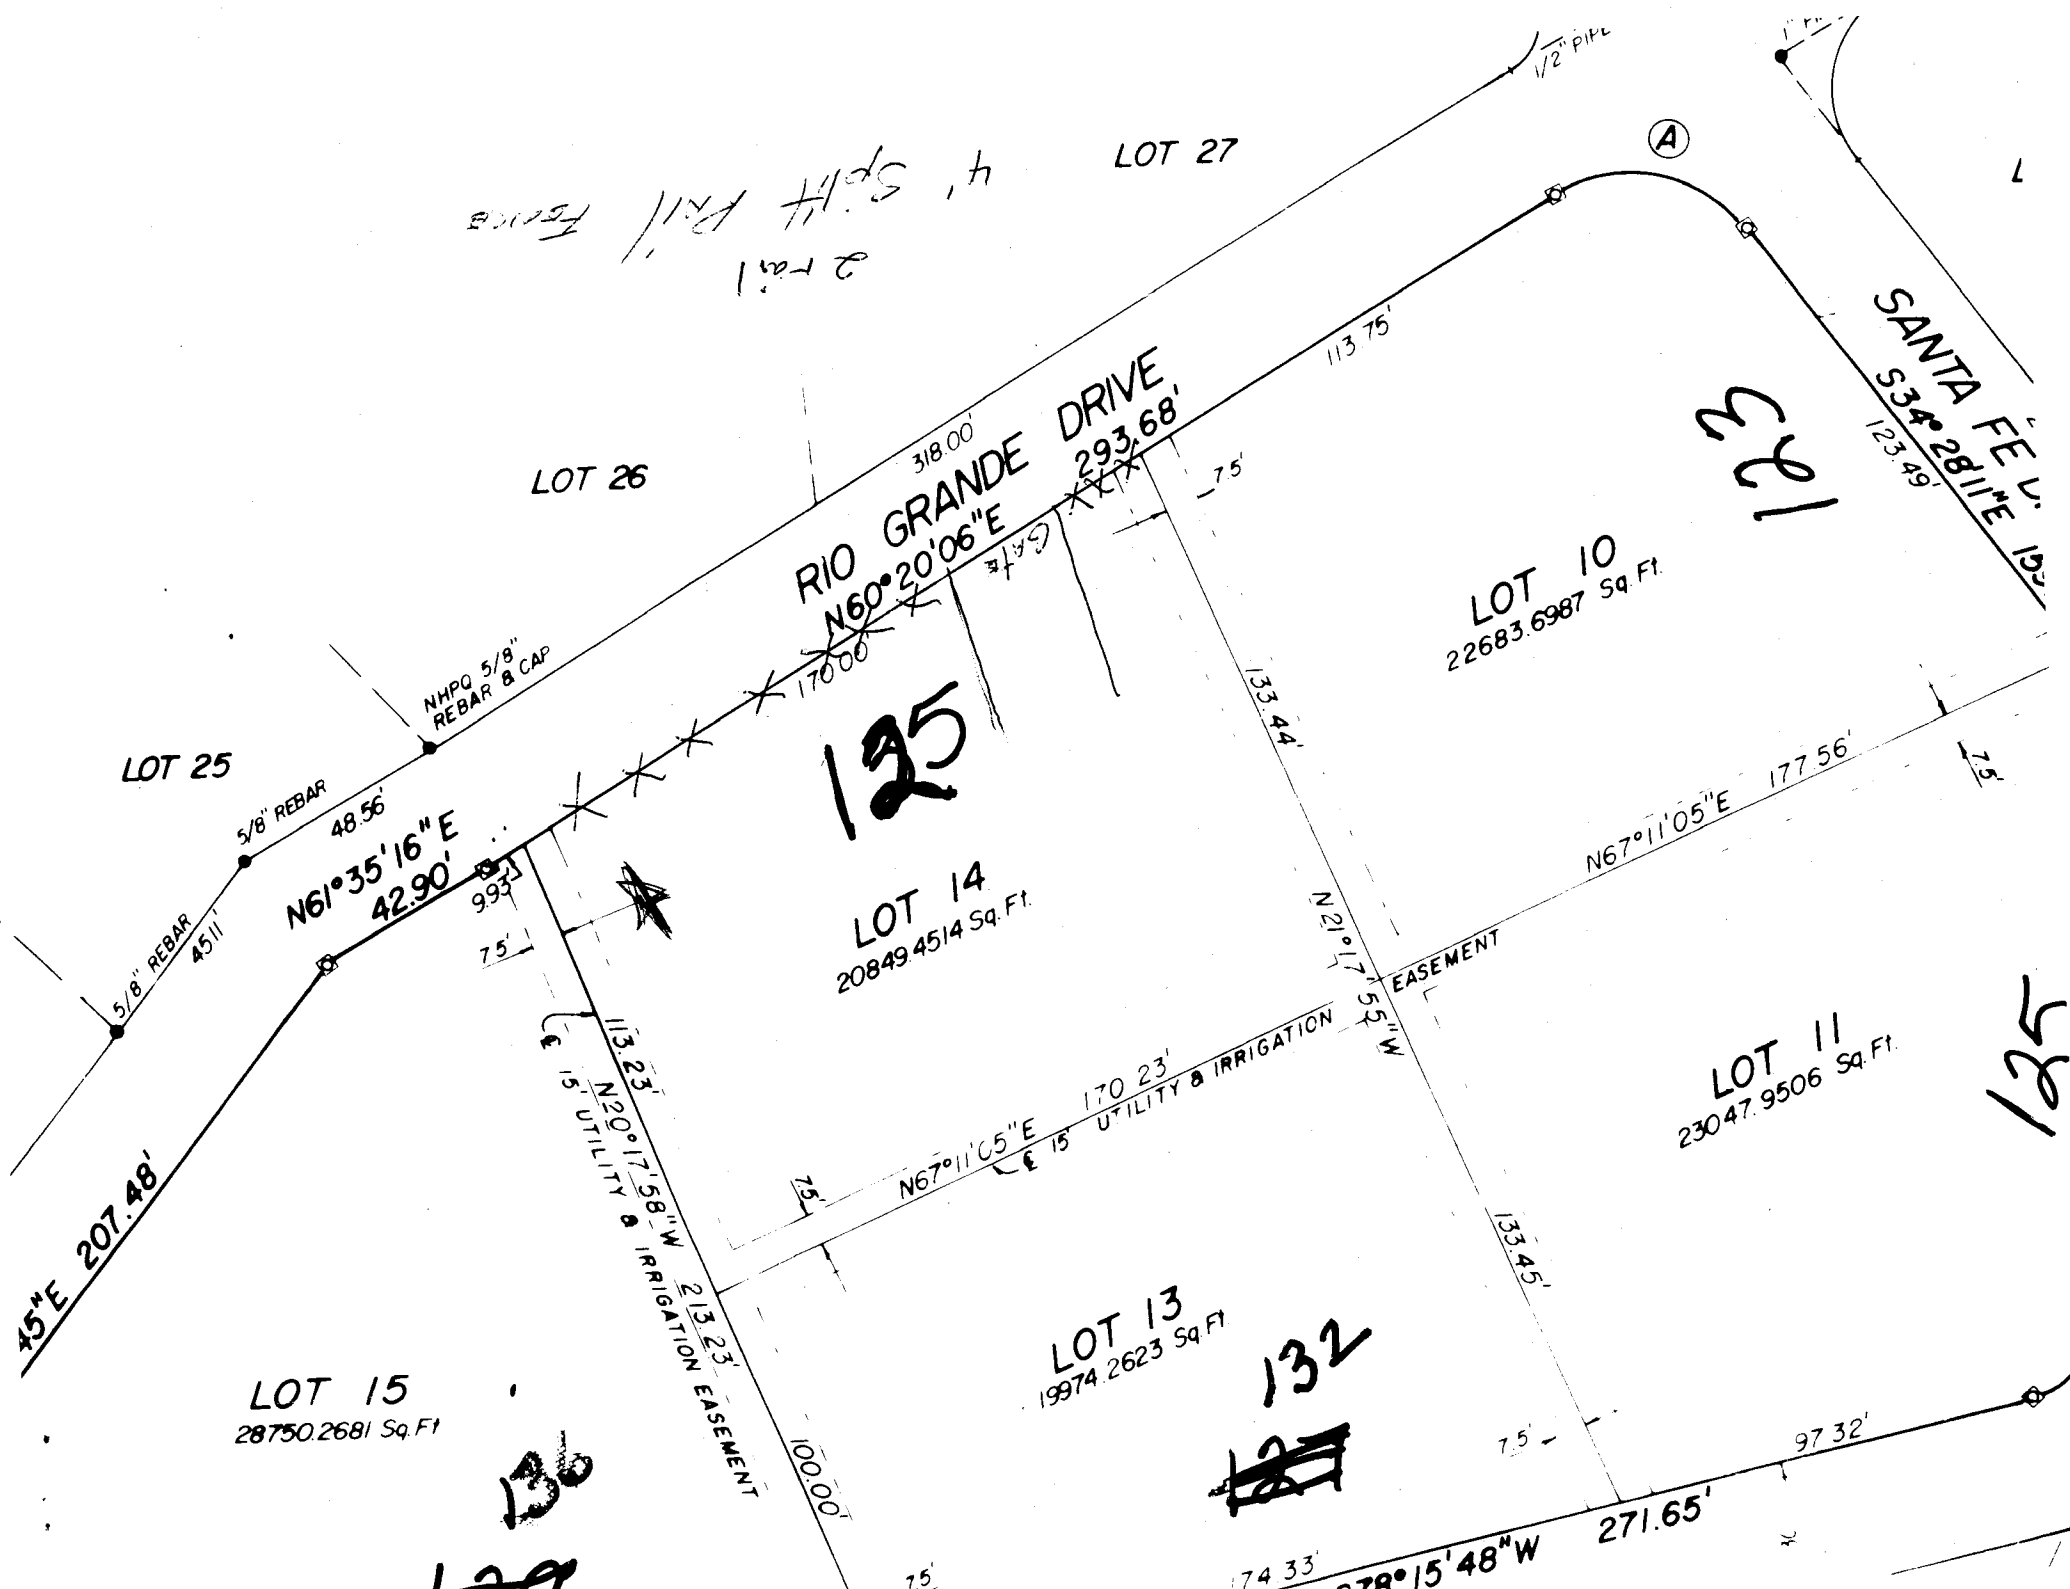 1/2" PIPE
A
LOT 27
4' Split Rail Fence
2 rail
113.75'
SANTA FE
S34°28'11"E
123.49'
123
RIO GRANDE DRIVE
N60°20'06"E 293.68'
318.00'
LOT 26
7.5'
Gate
170.00
LOT 10
22683.6987 Sq. Ft.
NHPQ 5/8"
REBAR & CAP
LOT 25
5/8" REBAR
48.56'
N61°35'16"E
42.90'
9.93'
7.5'
5/8" REBAR
45.11'
125
LOT 14
20849.4514 Sq. Ft.
133.44'
N67°11'05"E 177.56'
7.5'
N21°17'55"W
EASEMENT
113.23'
N20°17'58"W 213.23'
15' UTILITY & IRRIGATION EASEMENT
N67°11'05"E 170.23'
15' UTILITY & IRRIGATION
7.5'
LOT 11
23047.9506 Sq. Ft.
125
45"E 207.48'
LOT 15
28750.2681 Sq. Ft
136
LOT 13
19974.2623 Sq. Ft
132
127
133.45'
100.00'
7.5'
97.32'
271.65'
174.33'
78°15'48"W
7.5'